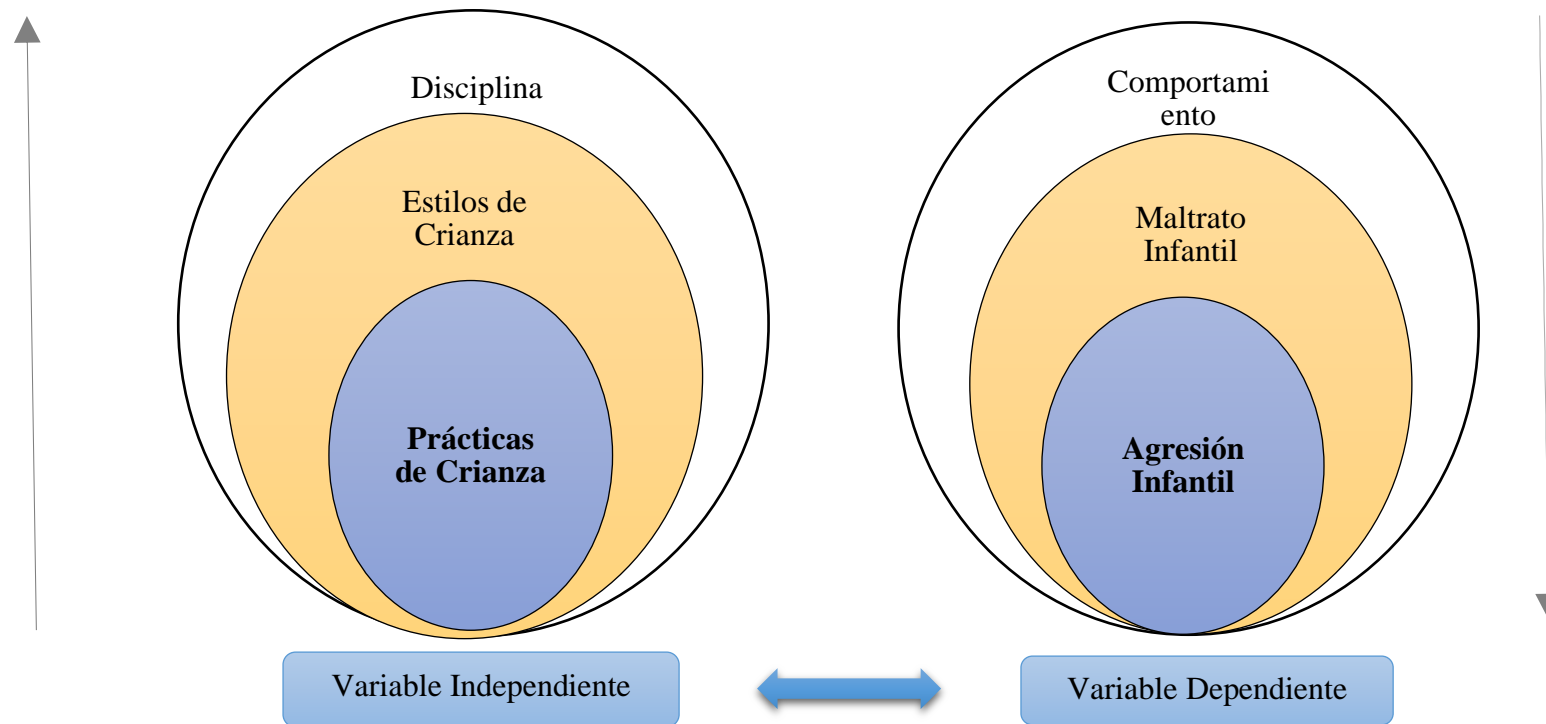 Disciplina
Estilos de
Crianza
Prácticas
de Crianza
Variable Independiente
Comportami
ento
Maltrato
Infantil
Agresión
Infantil
Variable Dependiente